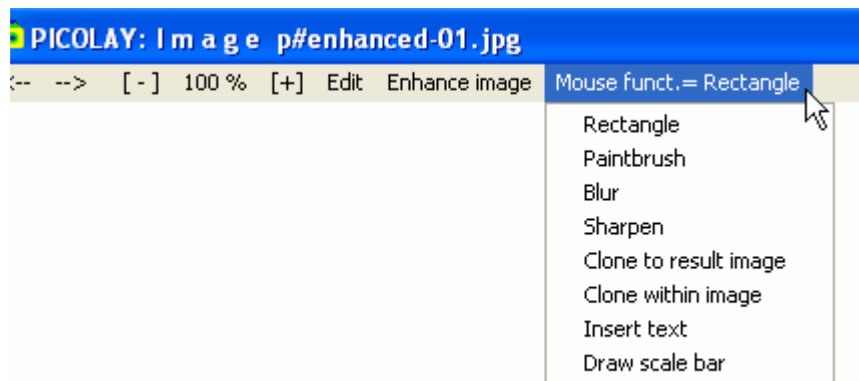 PICOLAY: I m a g e p#enhanced-01.jpg
<-- --> [ - ] 100 % [+] Edit Enhance image Mouse funct.= Rectangle
Rectangle
Paintbrush
Blur
Sharpen
Clone to result image
Clone within image
Insert text
Draw scale bar